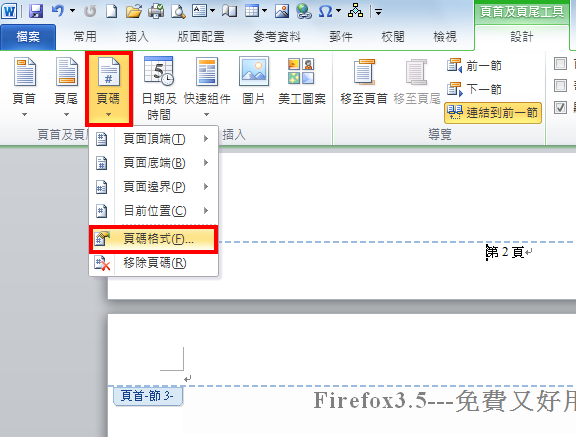 頁首及頁尾工具
檔案 常用 插入 版面配置 參考資料 郵件 校閱 檢視 設計
頁首 頁尾 頁碼 日期及時間 快速組件 圖片 美工圖案 移至頁首 移至頁尾
前一節
下一節
連結到前一節
插入 導覽
頁面頂端(T)
頁面底端(B)
頁面邊界(P)
目前位置(C)
頁碼格式(F)...
移除頁碼(R)
第 2 頁
頁首-節 3-
Firefox3.5---免費又好用